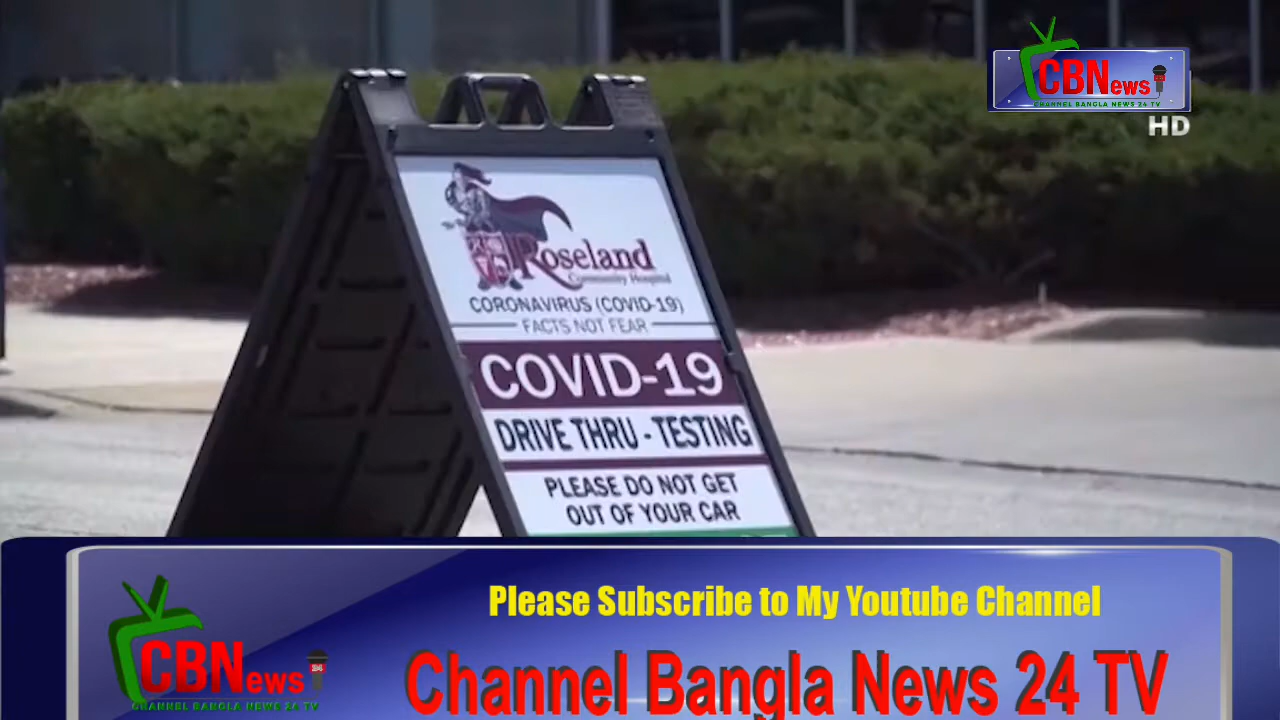 CBNews
CHANNEL BANGLA NEWS 24 TV
HD
Roseland
Community Hospital
CORONAVIRUS (COVID-19)
FACTS NOT FEAR
COVID-19
DRIVE THRU - TESTING
PLEASE DO NOT GET
OUT OF YOUR CAR
Please Subscribe to My Youtube Channel
CBNews
24
CHANNEL BANGLA NEWS 24 TV
Channel Bangla News 24 TV